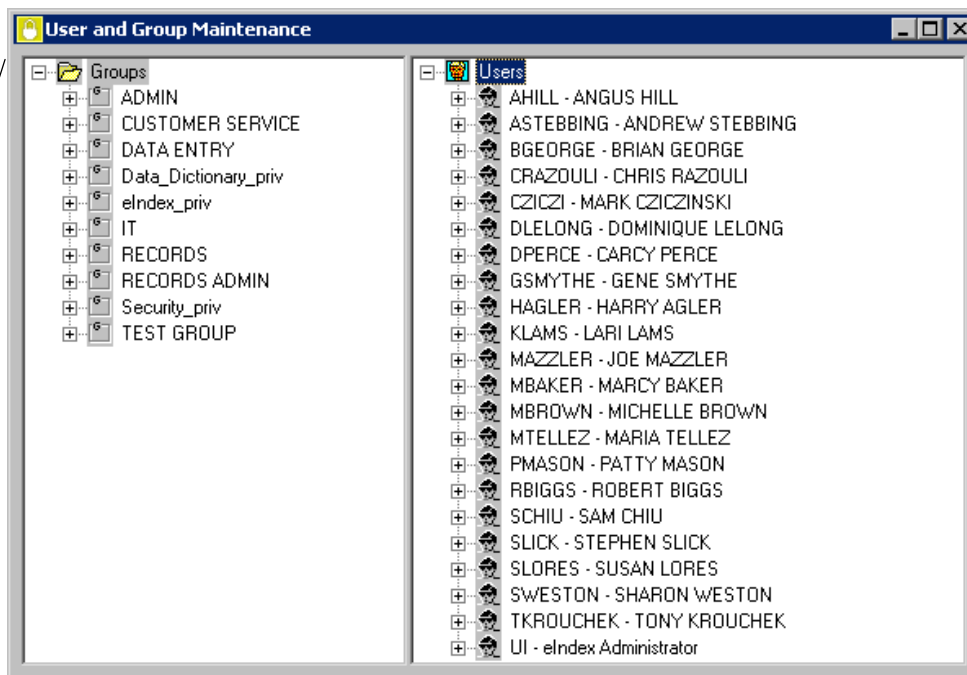 User and Group Maintenance
/
Groups
ADMIN
CUSTOMER SERVICE
DATA ENTRY
Data_Dictionary_priv
eIndex_priv
IT
RECORDS
RECORDS ADMIN
Security_priv
TEST GROUP
Users
AHILL - ANGUS HILL
ASTEBBING - ANDREW STEBBING
BGEORGE - BRIAN GEORGE
CRAZOULI - CHRIS RAZOULI
CZICZI - MARK CZICZINSKI
DLELONG - DOMINIQUE LELONG
DPERCE - CARCY PERCE
GSMYTHE - GENE SMYTHE
HAGLER - HARRY AGLER
KLAMS - LARI LAMS
MAZZLER - JOE MAZZLER
MBAKER - MARCY BAKER
MBROWN - MICHELLE BROWN
MTELLEZ - MARIA TELLEZ
PMASON - PATTY MASON
RBIGGS - ROBERT BIGGS
SCHIU - SAM CHIU
SLICK - STEPHEN SLICK
SLORES - SUSAN LORES
SWESTON - SHARON WESTON
TKROUCHEK - TONY KROUCHEK
UI - eIndex Administrator